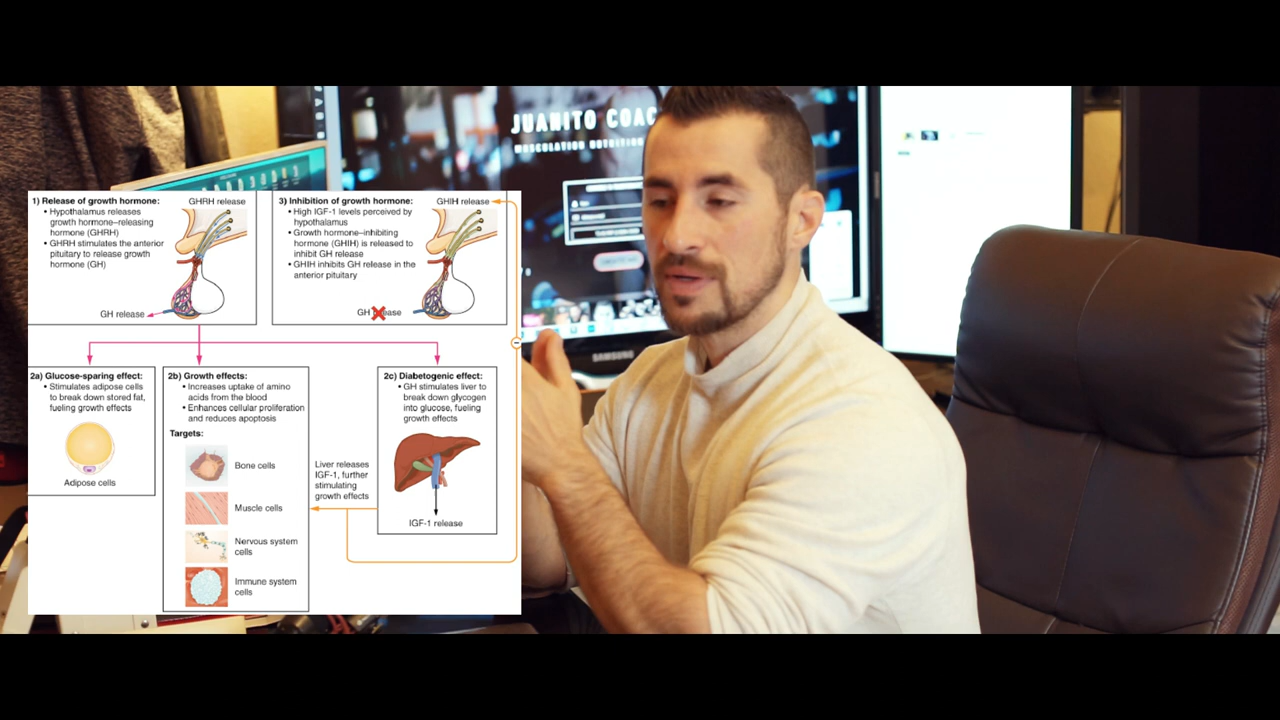 JUANITO COAC
MUSCOLATION NUTRITION
SAMSUNG
1) Release of growth hormone:
GHRH release
• Hypothalamus releases
growth hormone–releasing
hormone (GHRH)
• GHRH stimulates the anterior
pituitary to release growth
hormone (GH)
GH release
3) Inhibition of growth hormone:
GHIH release
• High IGF-1 levels perceived by
hypothalamus
• Growth hormone–inhibiting
hormone (GHIH) is released to
inhibit GH release
• GHIH inhibits GH release in the
anterior pituitary
GH release
2a) Glucose-sparing effect:
• Stimulates adipose cells
to break down stored fat,
fueling growth effects
Adipose cells
2b) Growth effects:
• Increases uptake of amino
acids from the blood
• Enhances cellular proliferation
and reduces apoptosis
Targets:
Bone cells
Muscle cells
Nervous system
cells
Immune system
cells
Liver releases
IGF-1, further
stimulating
growth effects
2c) Diabetogenic effect:
• GH stimulates liver to
break down glycogen
into glucose, fueling
growth effects
IGF-1 release